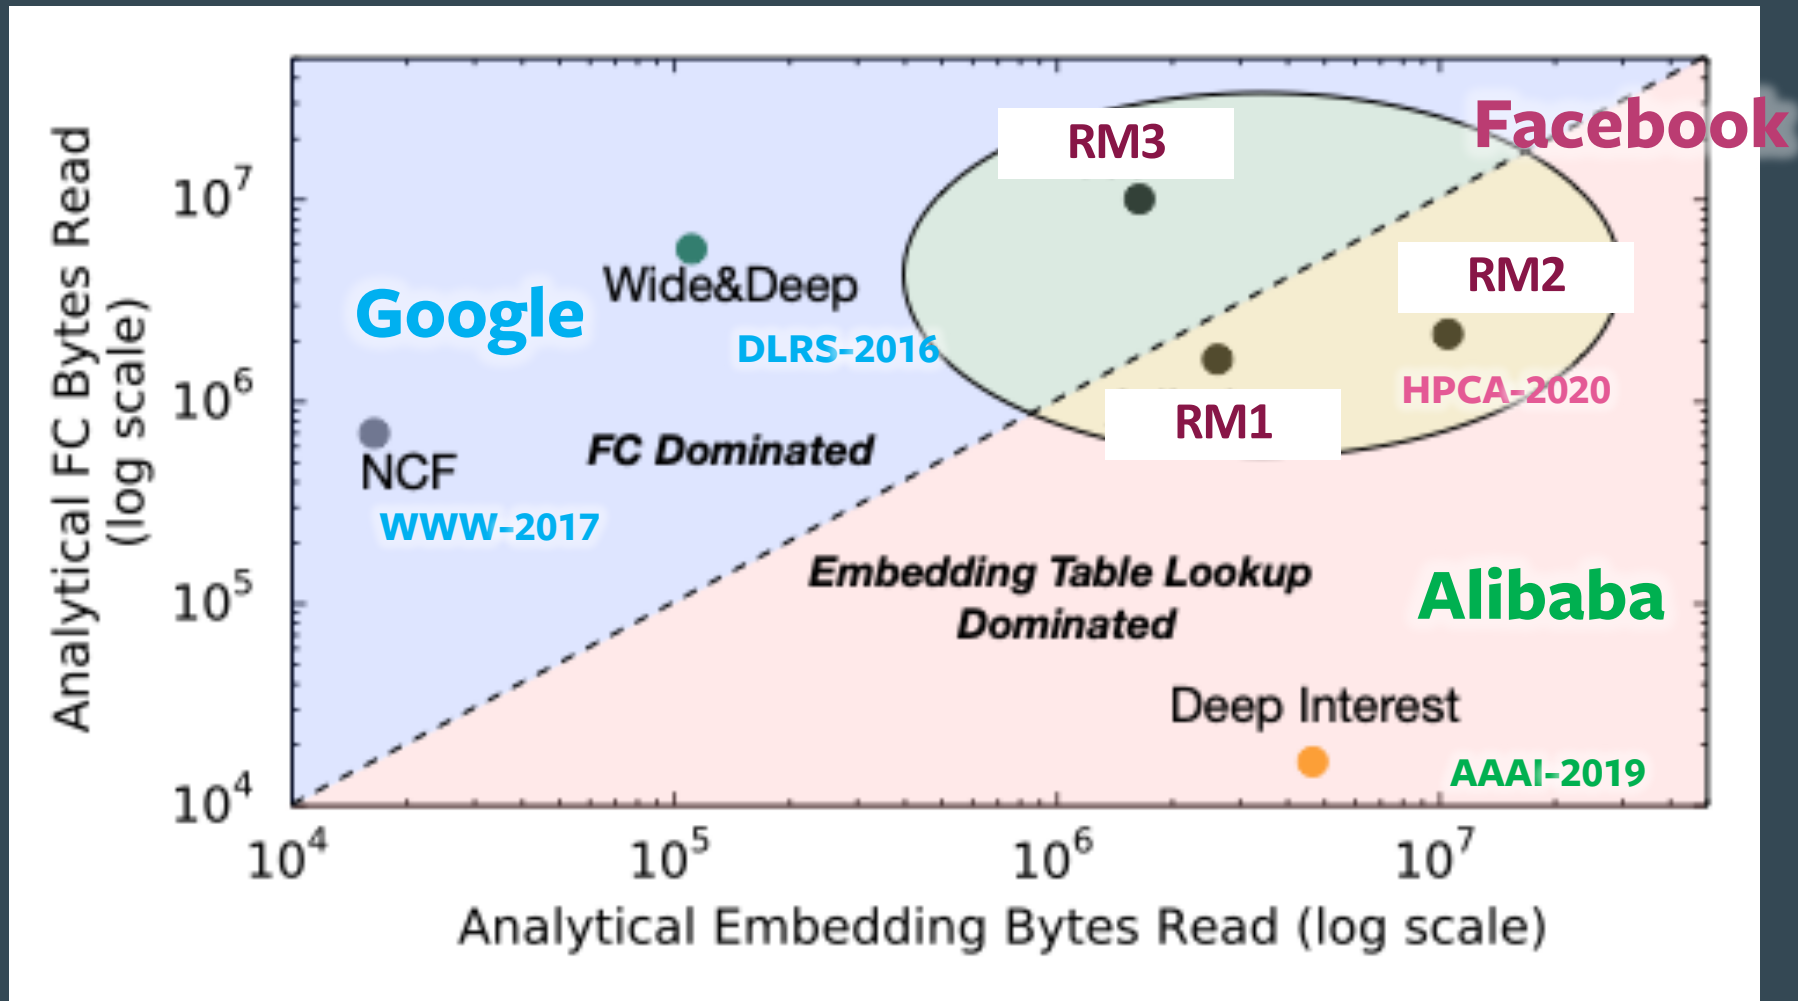 Analytical FC Bytes Read
(log scale)
10^7
10^6
10^5
10^4
Facebook
RM3
RM2
Wide&Deep
Google
DLRS-2016
HPCA-2020
RM1
FC Dominated
NCF
WWW-2017
Embedding Table Lookup
Dominated
Alibaba
Deep Interest
AAAI-2019
10^4 10^5 10^6 10^7
Analytical Embedding Bytes Read (log scale)